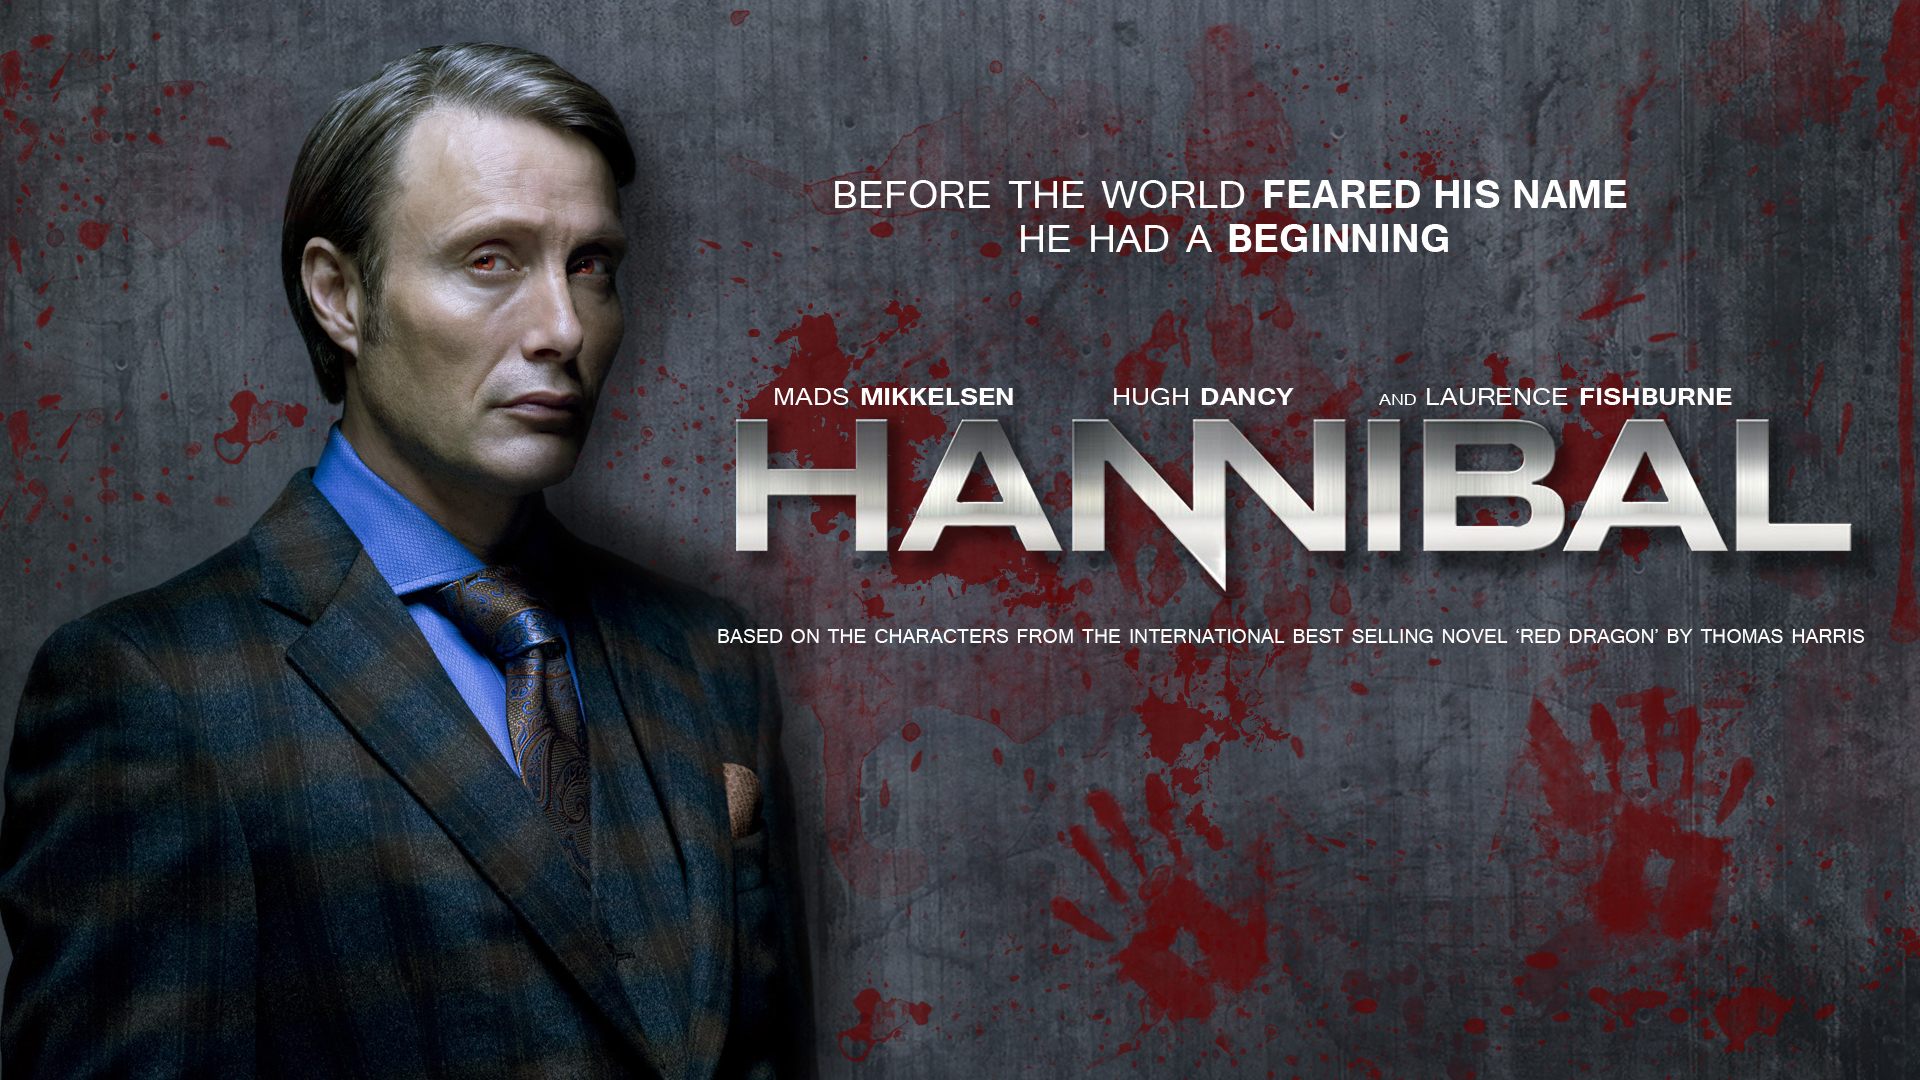 BEFORE THE WORLD FEARED HIS NAME
HE HAD A BEGINNING
MADS MIKKELSEN HUGH DANCY AND LAURENCE FISHBURNE
HANNIBAL
BASED ON THE CHARACTERS FROM THE INTERNATIONAL BEST SELLING NOVEL ‘RED DRAGON’ BY THOMAS HARRIS